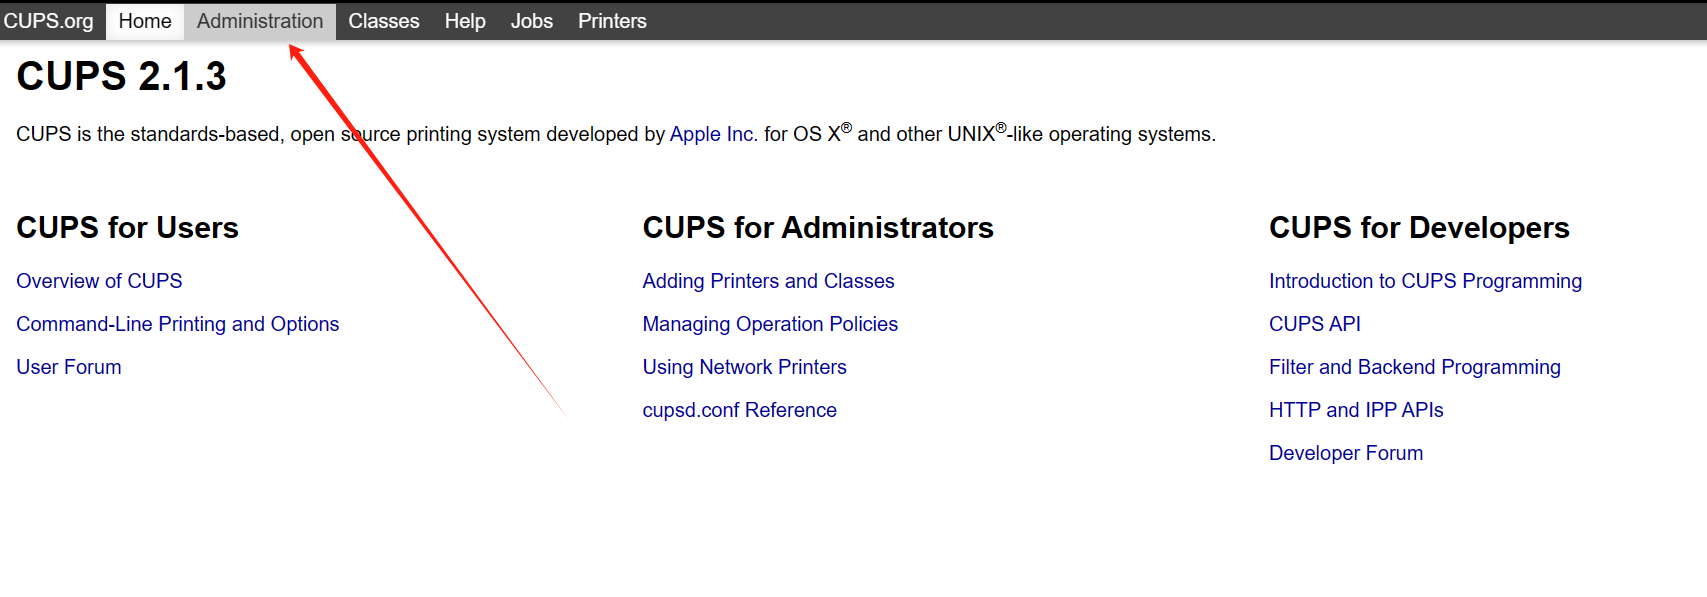 CUPS.org Home Administration Classes Help Jobs Printers
CUPS 2.1.3
CUPS is the standards-based, open source printing system developed by Apple Inc. for OS X® and other UNIX®-like operating systems.
CUPS for Users
Overview of CUPS
Command-Line Printing and Options
User Forum
CUPS for Administrators
Adding Printers and Classes
Managing Operation Policies
Using Network Printers
cupsd.conf Reference
CUPS for Developers
Introduction to CUPS Programming
CUPS API
Filter and Backend Programming
HTTP and IPP APIs
Developer Forum